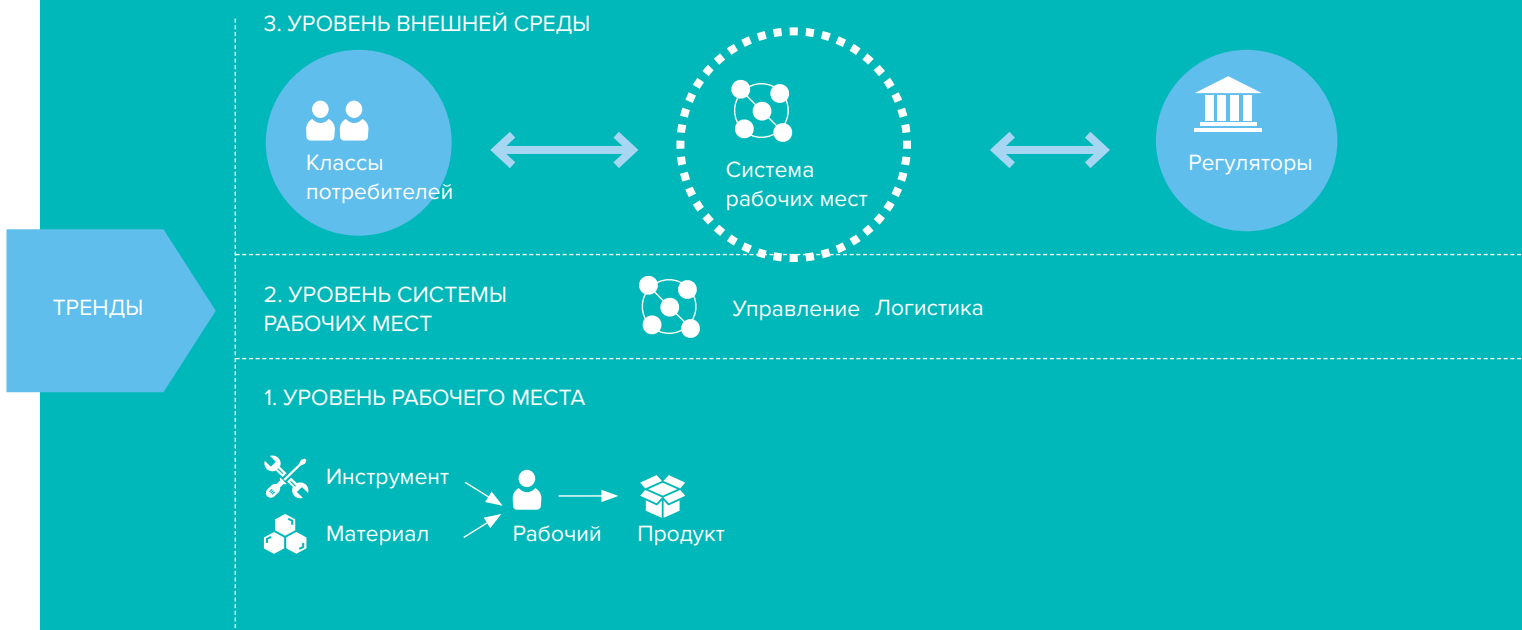 3. УРОВЕНЬ ВНЕШНЕЙ СРЕДЫ
Классы
потребителей
Система
рабочих мест
Регуляторы
ТРЕНДЫ
2. УРОВЕНЬ СИСТЕМЫ
РАБОЧИХ МЕСТ
Управление Логистика
1. УРОВЕНЬ РАБОЧЕГО МЕСТА
Инструмент
Материал
Рабочий
Продукт